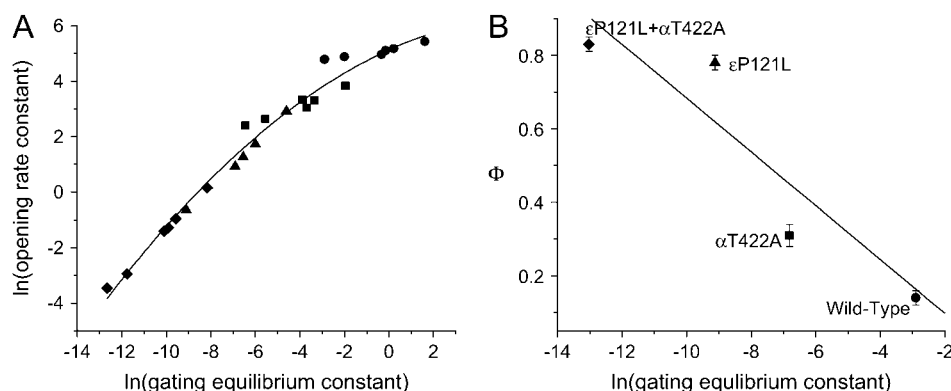 A
ln(opening rate constant)
6
4
2
0
-2
-4
-14 -12 -10 -8 -6 -4 -2 0 2
ln(gating equilibrium constant)
B
Φ
0.8
0.6
0.4
0.2
εP121L+αT422A
εP121L
αT422A
Wild-Type
-14 -12 -10 -8 -6 -4 -2
ln(gating equilibrium constant)